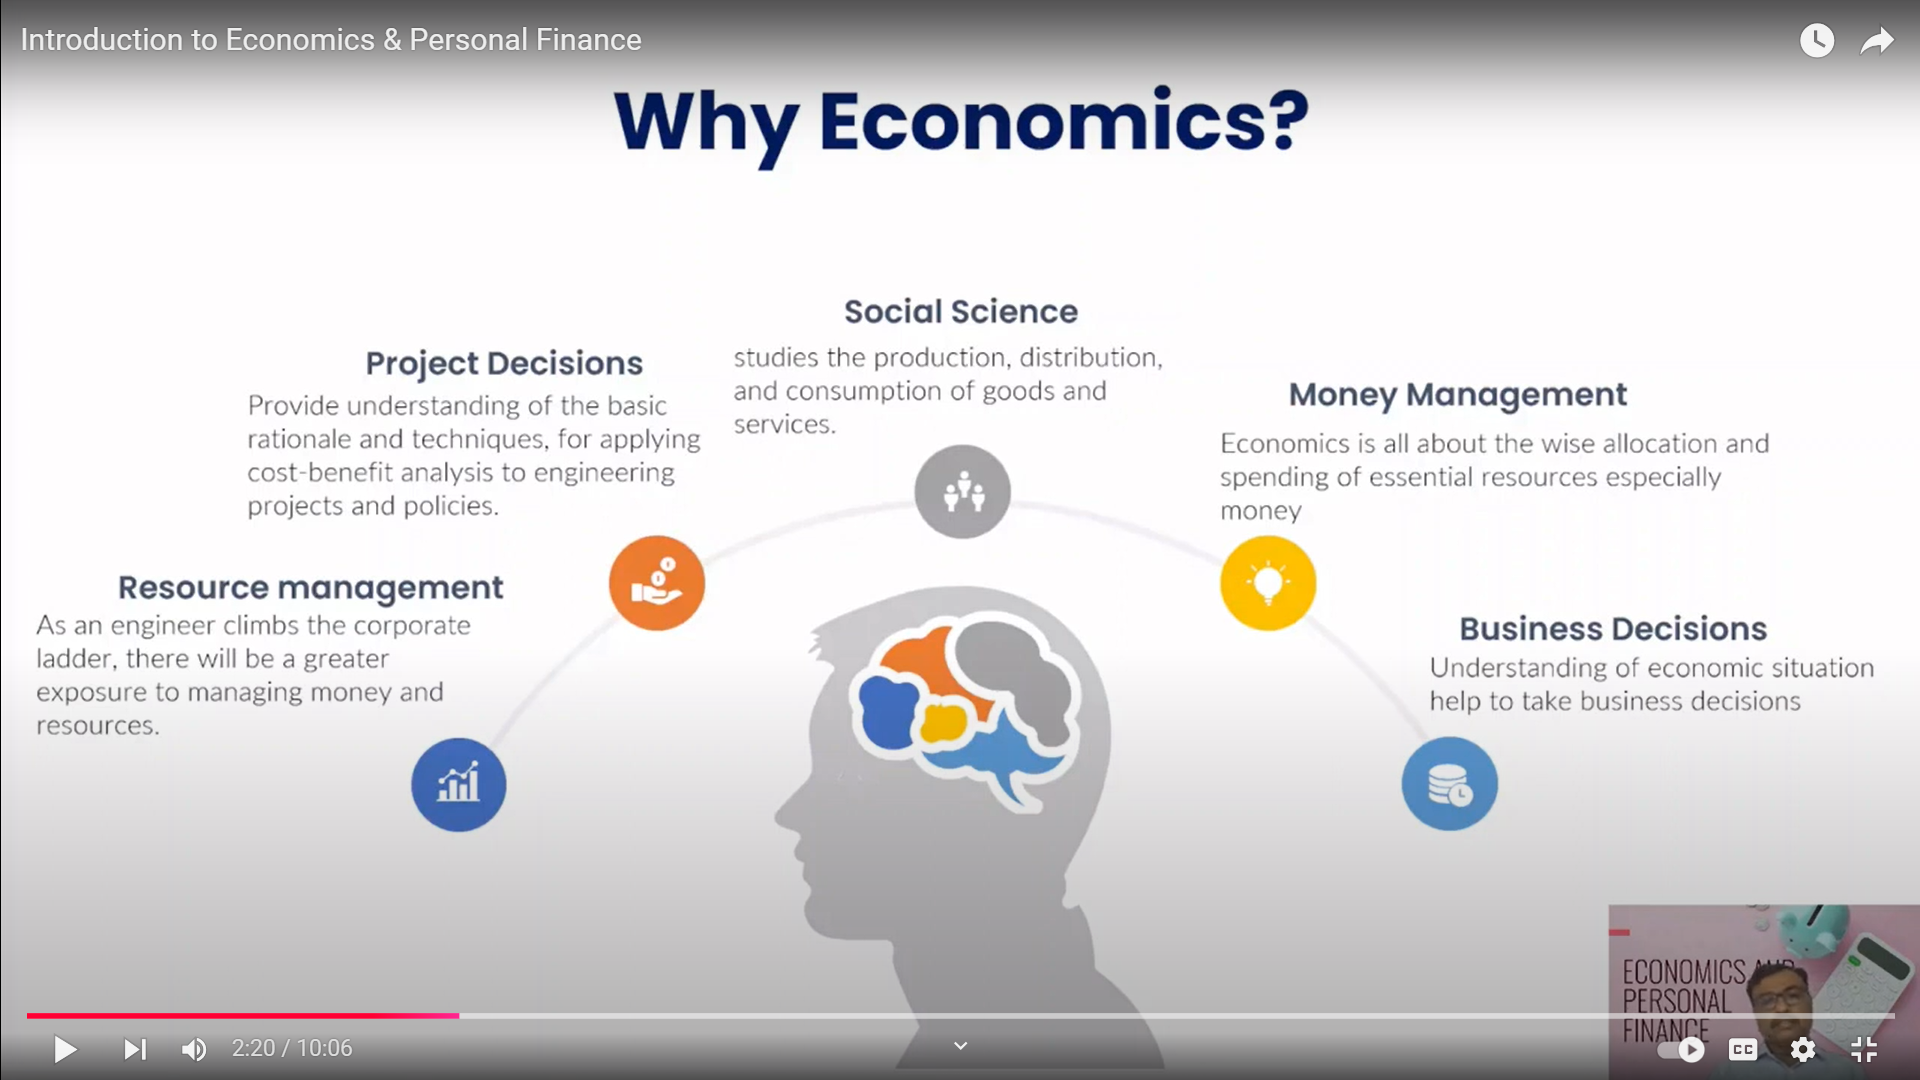 Introduction to Economics & Personal Finance
Why Economics?
Social Science
studies the production, distribution,
and consumption of goods and
services.
Project Decisions
Provide understanding of the basic
rationale and techniques, for applying
cost-benefit analysis to engineering
projects and policies.
Money Management
Economics is all about the wise allocation and
spending of essential resources especially
money
Resource management
As an engineer climbs the corporate
ladder, there will be a greater
exposure to managing money and
resources.
Business Decisions
Understanding of economic situation
help to take business decisions
ECONOMICS AND
PERSONAL
FINANCE
2:20 / 10:06
CC